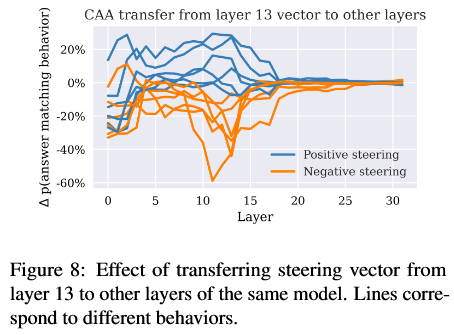 CAA transfer from layer 13 vector to other layers
Δ p(answer matching behavior)
20%
0%
-20%
-40%
-60%
Positive steering
Negative steering
0 5 10 15 20 25 30
Layer
Figure 8: Effect of transferring steering vector from
layer 13 to other layers of the same model. Lines corre-
spond to different behaviors.